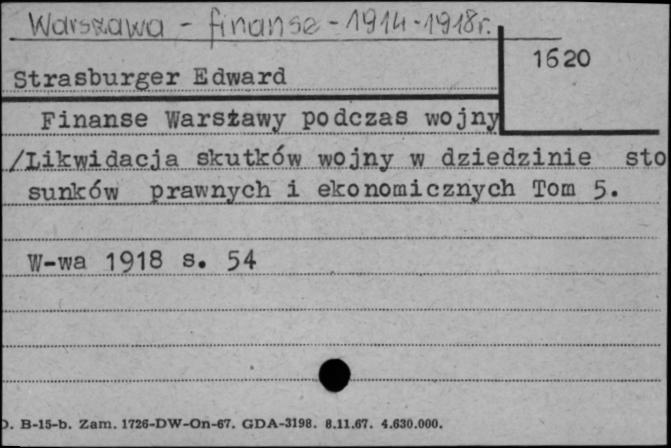 Warszawa - finanse - 1914-1918r.
1620
Strasburger Edward
Finanse Warstawy podczas wojny
/Likwidacja skutków wojny w dziedzinie sto
sunków prawnych i ekonomicznych Tom 5.
W-wa 1918 s. 54
. B-15-b. Zam. 1726-DW-On-67. GDA-3198. 8.11.67. 4.630.000.